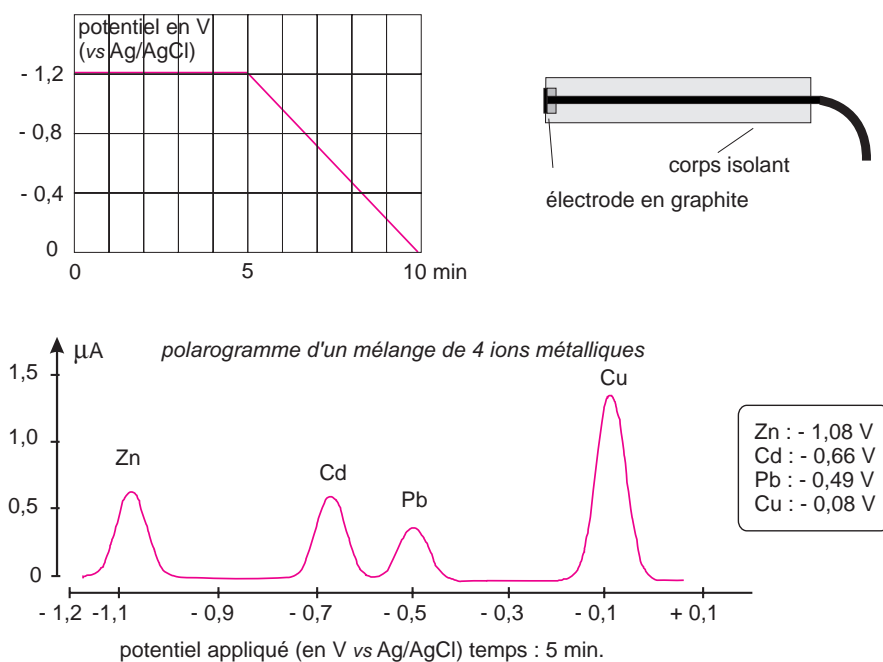 potentiel en V
(vs Ag/AgCl)
- 1,2
- 0,8
- 0,4
0
0
5
10 min
corps isolant
électrode en graphite
µA
polarogramme d'un mélange de 4 ions métalliques
1,5
1,0
0,5
0
Zn
Cd
Pb
Cu
Zn : - 1,08 V
Cd : - 0,66 V
Pb : - 0,49 V
Cu : - 0,08 V
- 1,2 -1,1 - 0,9 - 0,7 - 0,5 - 0,3 - 0,1 + 0,1
potentiel appliqué (en V vs Ag/AgCl) temps : 5 min.